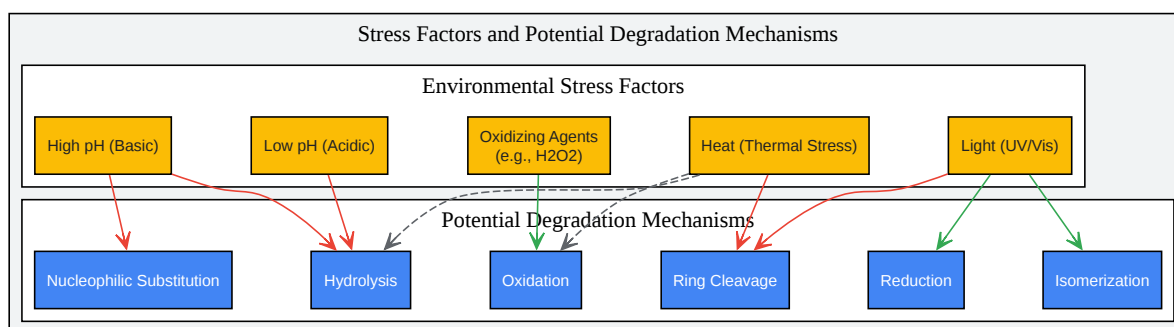 Stress Factors and Potential Degradation Mechanisms
Environmental Stress Factors
High pH (Basic)
Low pH (Acidic)
Oxidizing Agents
(e.g., H2O2)
Heat (Thermal Stress)
Light (UV/Vis)
Potential Degradation Mechanisms
Nucleophilic Substitution
Hydrolysis
Oxidation
Ring Cleavage
Reduction
Isomerization